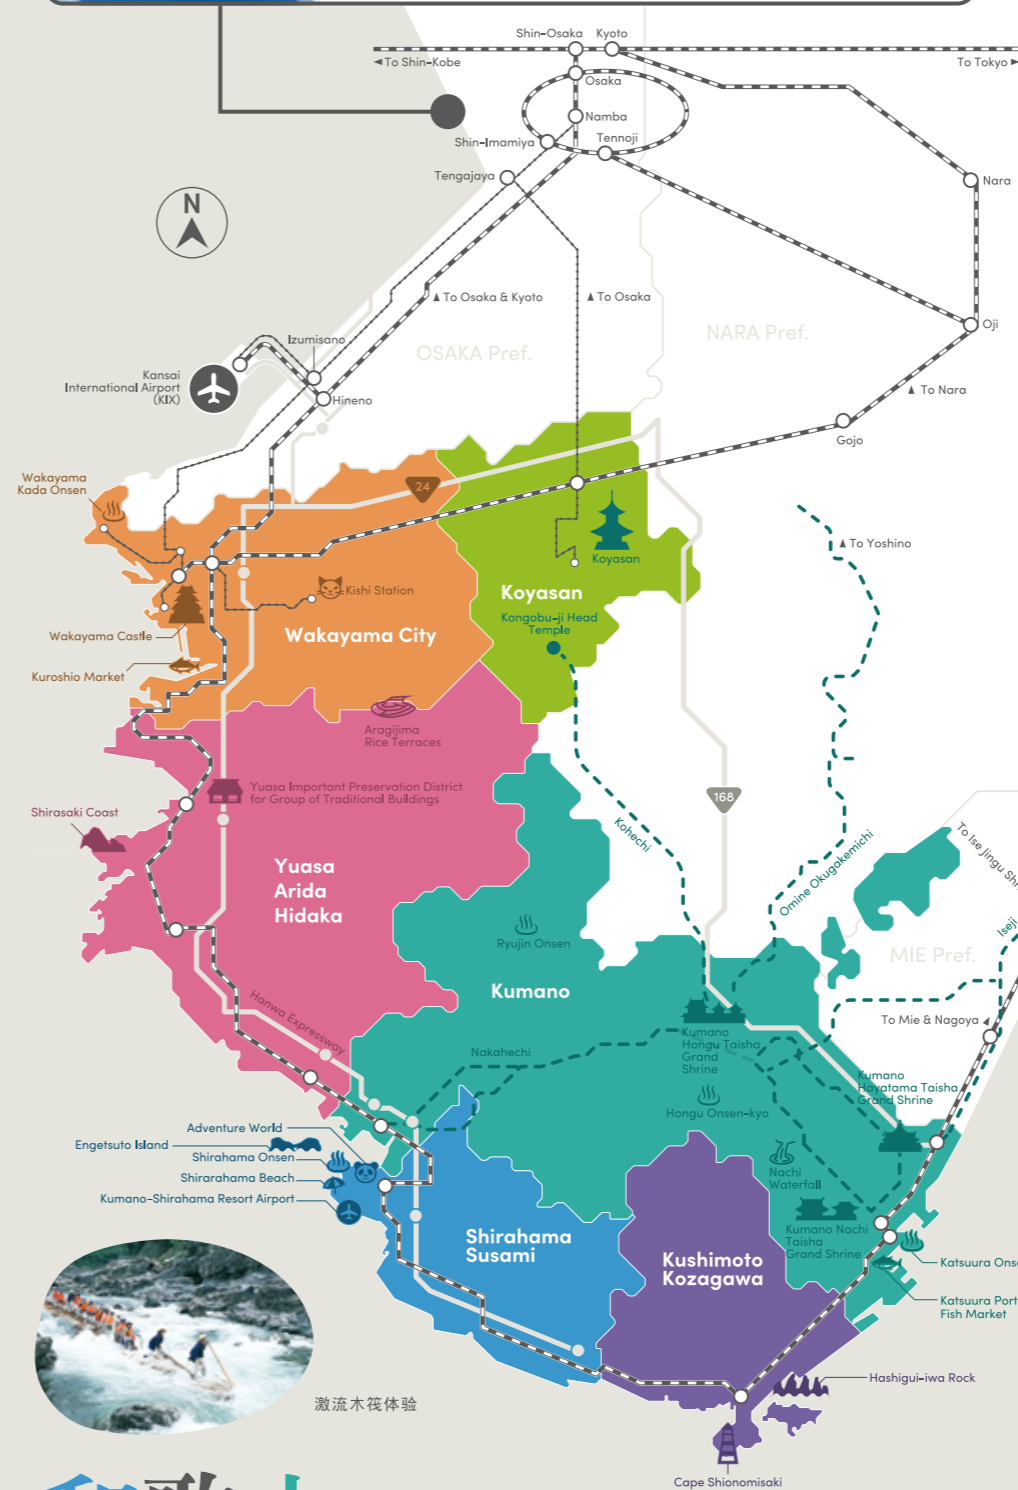 Shin-Osaka
Kyoto
◄To Shin-Kobe
To Tokyo►
Osaka
Namba
Shin-Imamiya
Tennoji
Tengajaya
Nara
N
▲To Osaka & Kyoto
▲To Osaka
NARA Pref.
Oji
Izumisano
OSAKA Pref.
Kansai
International Airport
(KIX)
Hineno
▲ To Nara
Gojo
Wakayama
Kada Onsen
24
▲To Yoshino
Koyasan
Kishi Station
Koyasan
Kongobu-ji Head
Temple
Wakayama Castle
Wakayama City
Kuroshio Market
Aragijima
Rice Terraces
Yuasa Important Preservation District
for Group of Traditional Buildings
168
Shirasaki Coast
Kohechi
Omine Okugakemichi
To Ise Jingu
Yuasa
Arida
Hidaka
Iseji
Ryujin Onsen
MIE Pref.
Kumano
Hanwa Expressway
To Mie & Nagoya
Kumano
Hongu Taisha
Grand
Shrine
Nakahechi
Kumano
Hayatama Taisha
Grand Shrine
Hongu Onsen-kyo
Adventure World
Engetsuto Island
Shirahama Onsen
Shirarahama Beach
Kumano-Shirahama Resort Airport
Nachi
Waterfall
Kumano Nachi
Taisha
Grand Shrine
Shirahama
Susami
Kushimoto
Kozagawa
Katsuura
Katsuura Port
Fish Market
Hashigui-iwa Rock
激流木筏体验
Cape Shionomisaki